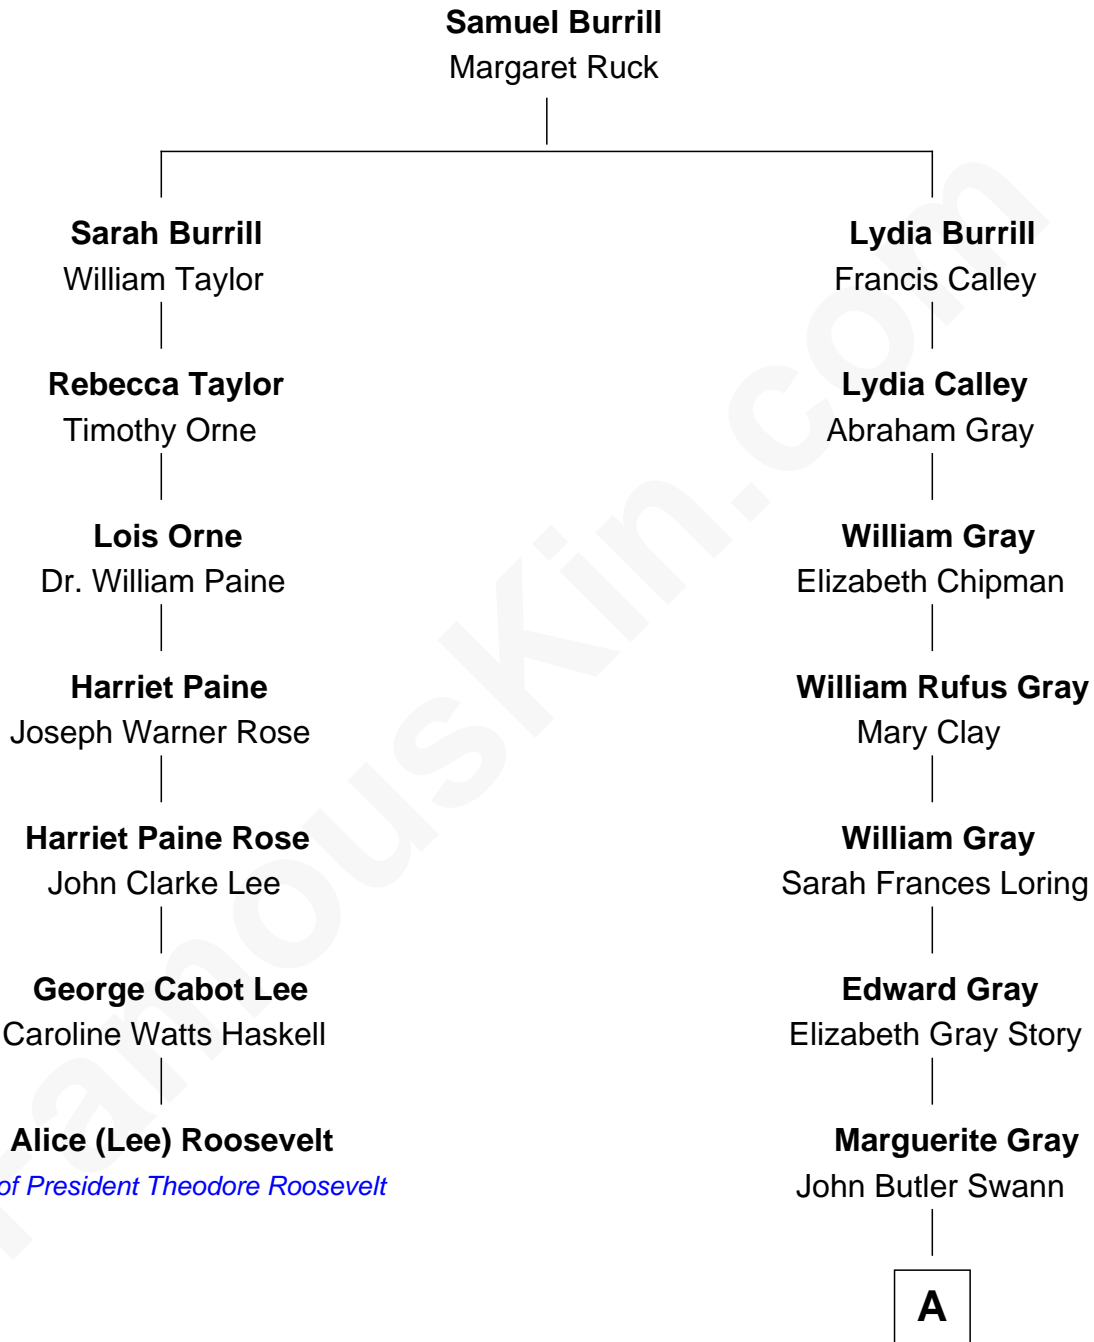 Samuel Burrill
Margaret Ruck
Sarah Burrill
William Taylor
Rebecca Taylor
Timothy Orne
Lois Orne
Dr. William Paine
Harriet Paine
Joseph Warner Rose
Harriet Paine Rose
John Clarke Lee
George Cabot Lee
Caroline Watts Haskell
Alice (Lee) Roosevelt
of President Theodore Roosevelt
Lydia Burrill
Francis Calley
Lydia Calley
Abraham Gray
William Gray
Elizabeth Chipman
William Rufus Gray
Mary Clay
William Gray
Sarah Frances Loring
Edward Gray
Elizabeth Gray Story
Marguerite Gray
John Butler Swann
A
FamousKin.com